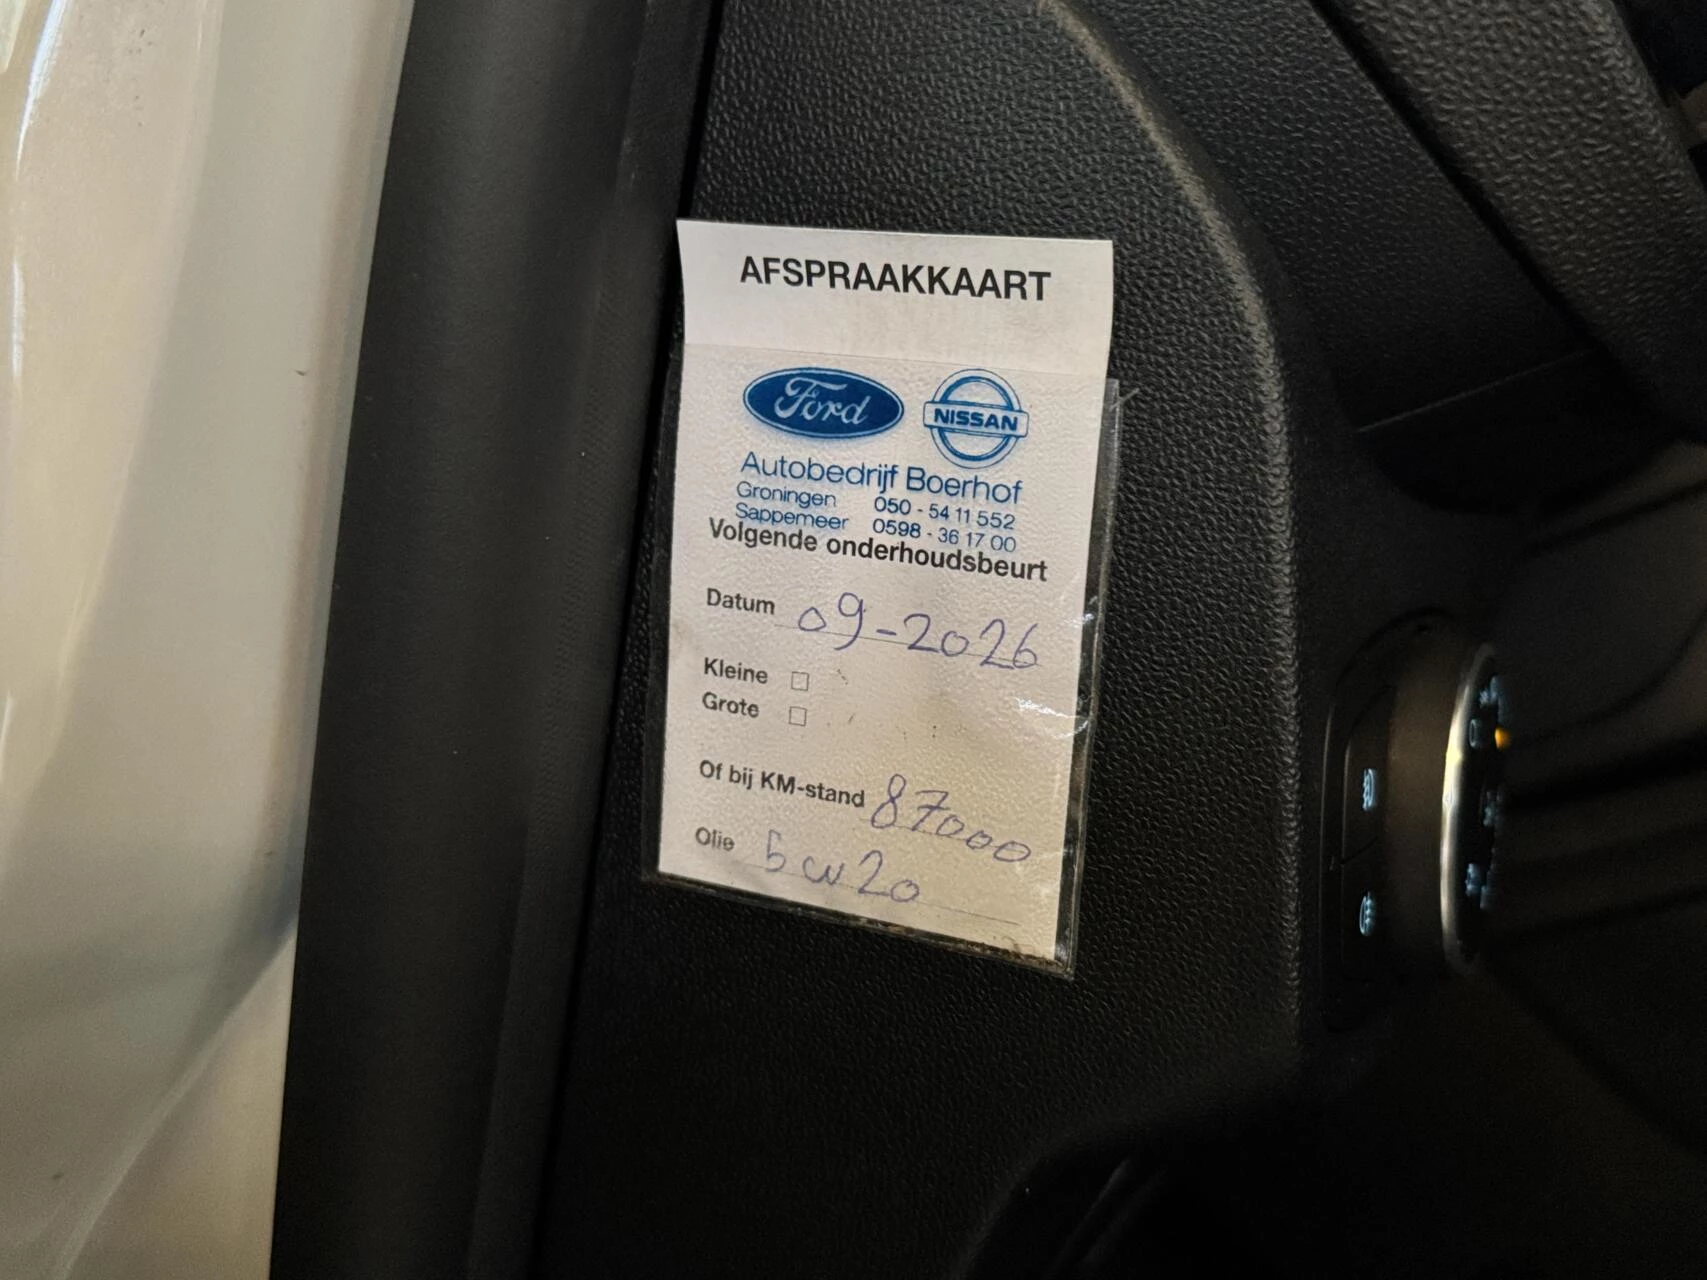 AFSPRAAKKAART
Ford NISSAN
Autobedrijf Boerhof
Groningen 050 - 54 11 552
Sappemeer 0598 - 36 17 00
Volgende onderhoudsbeurt
Datum 09-2026
Kleine □
Grote □
Of bij KM-stand 87000
Olie 5w20